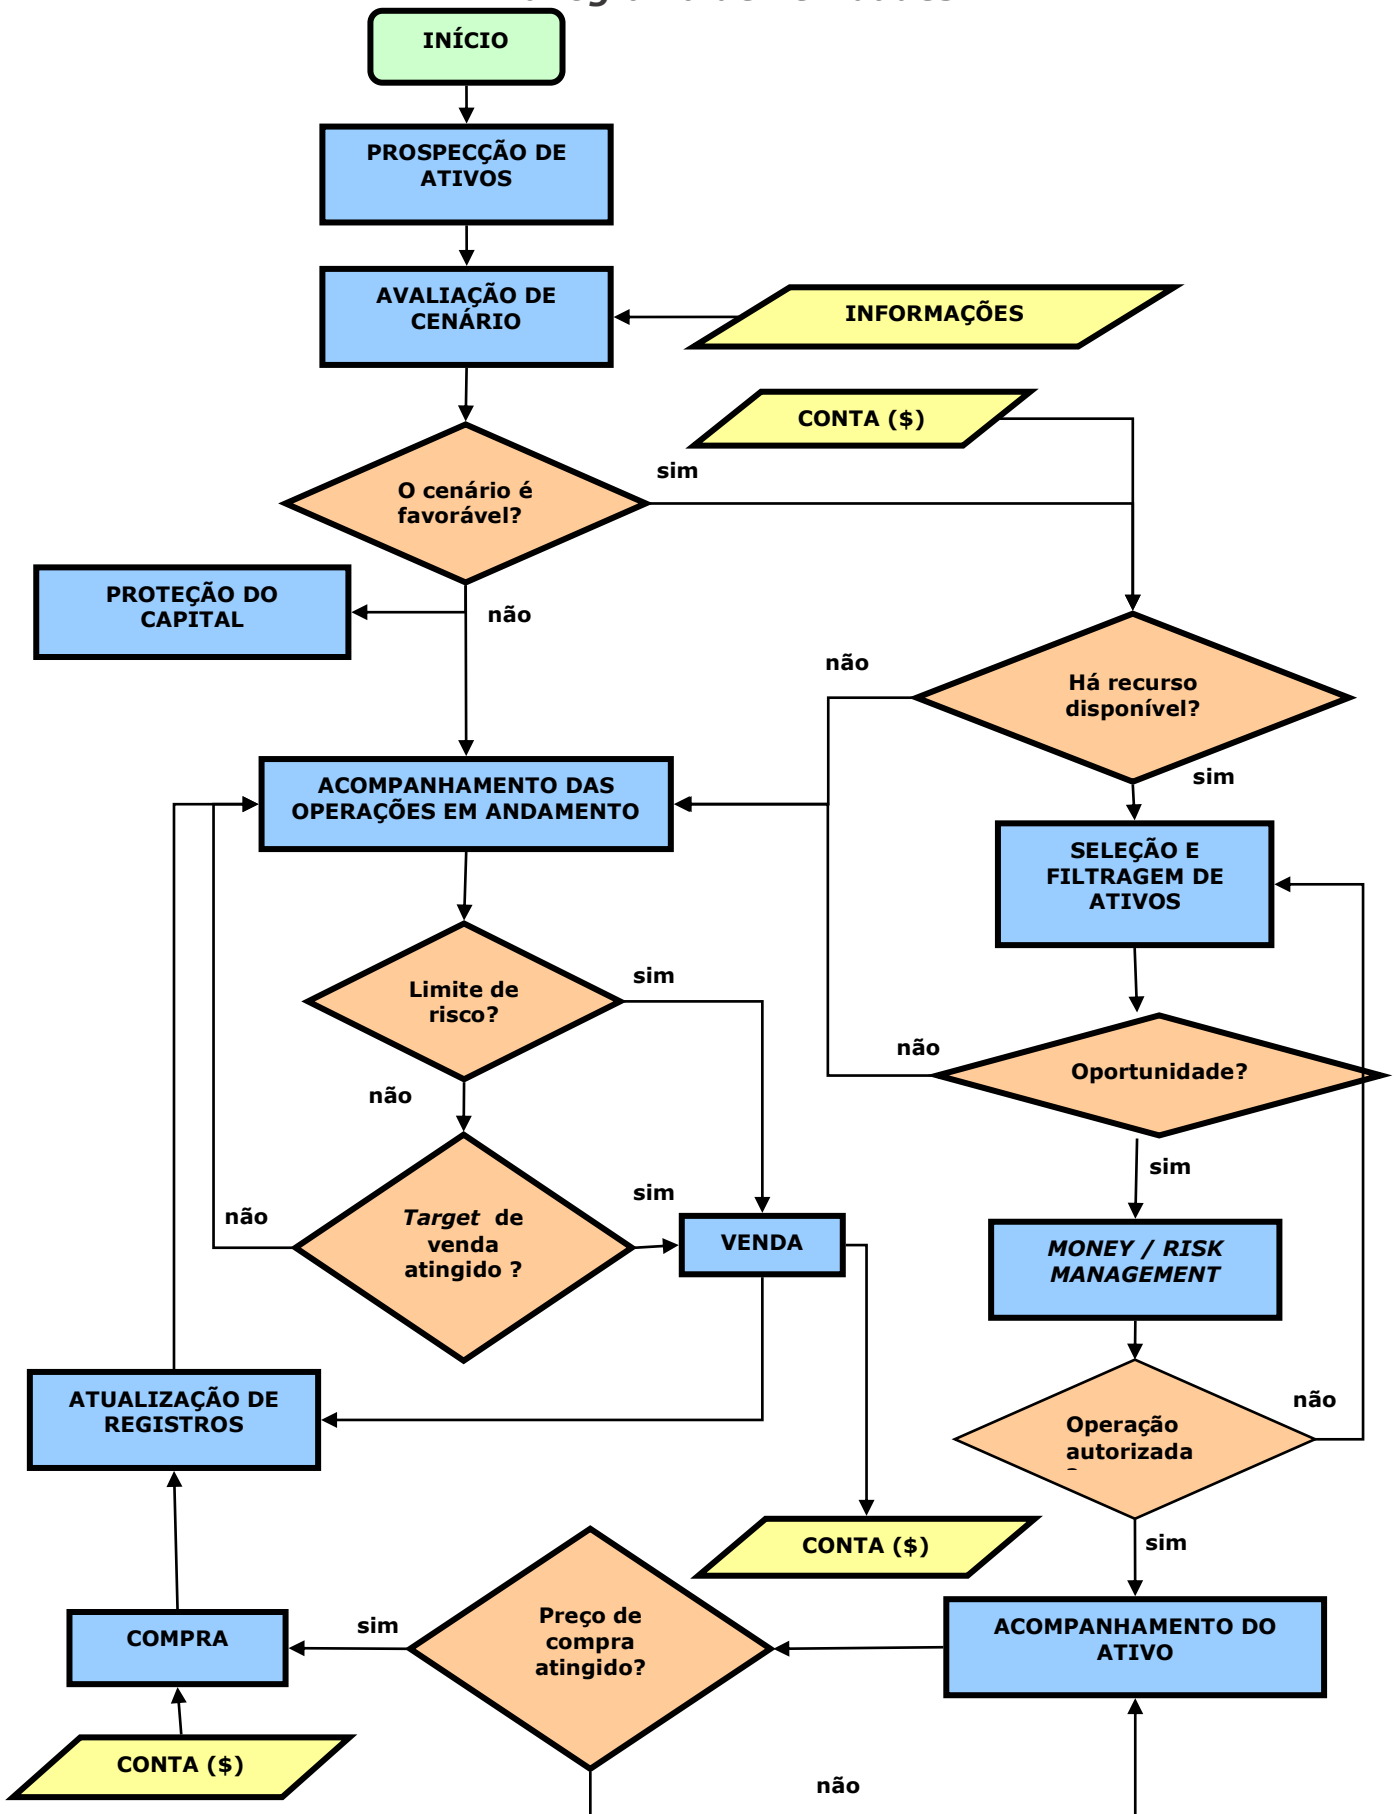 INÍCIO
PROSPECÇÃO DE
ATIVOS
AVALIAÇÃO DE
CENÁRIO
INFORMAÇÕES
CONTA ($)
sim
O cenário é
favorável?
PROTEÇÃO DO
CAPITAL
não
não
Há recurso
disponível?
sim
ACOMPANHAMENTO DAS
OPERAÇÕES EM ANDAMENTO
SELEÇÃO E
FILTRAGEM DE
ATIVOS
Limite de
risco?
sim
não
não
Oportunidade?
sim
Target de
venda
atingido ?
sim
não
VENDA
MONEY / RISK
MANAGEMENT
ATUALIZAÇÃO DE
REGISTROS
não
Operação
autorizada
CONTA ($)
sim
Preço de
compra
atingido?
sim
COMPRA
ACOMPANHAMENTO DO
ATIVO
CONTA ($)
não